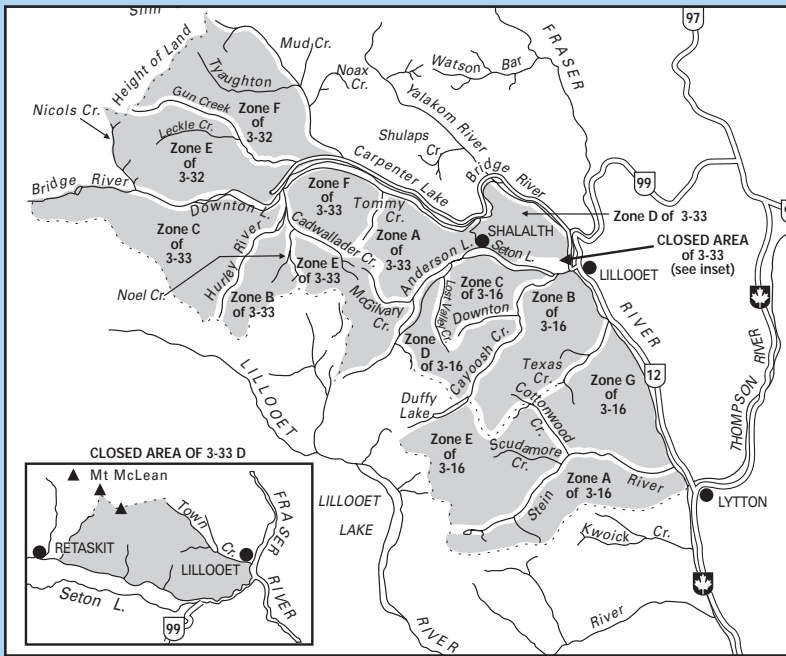 Slim
97
Mud Cr.
FRASER
Height of Land
Tyaughton
Noax
Cr.
Watson Bar
Nicols Cr.
Gun Creek
Zone F
of
3-32
Yalakom River
Leckie Cr.
Shulaps
Cr.
Zone E
of
3-32
Carpenter Lake
Bridge River
99
Bridge River
Zone F
of
3-33
Tommy
Cr.
Zone D of 3-33
Downton L.
SHALALTH
Zone C
of
3-33
Cadwallader Cr.
Zone A
of
3-33
Anderson L.
Seton L.
CLOSED AREA
of 3-33
(see inset)
Hurley River
Zone E
of
3-33
LILLOOET
Noel Cr.
Zone B
of
3-33
McGilvary
Cr.
Zone C
of
3-16
Lost Valley Cr.
Downton
Zone B
of
3-16
RIVER
Zone
D
of 3-16
Cayoosh Cr.
Texas
Cr.
12
THOMPSON RIVER
LILLOOET
Duffy
Lake
Cottonwood
Cr.
Zone G
of
3-16
Zone E
of
3-16
Scudamore
Cr.
CLOSED AREA OF 3-33 D
Mt McLean
Zone A
of 3-16
River
Stein
LYTTON
LILLOOET
LAKE
Town
Cr.
FRASER
RIVER
Kwoick Cr.
RETASKIT
LILLOOET
Seton L.
99
River
RIVER